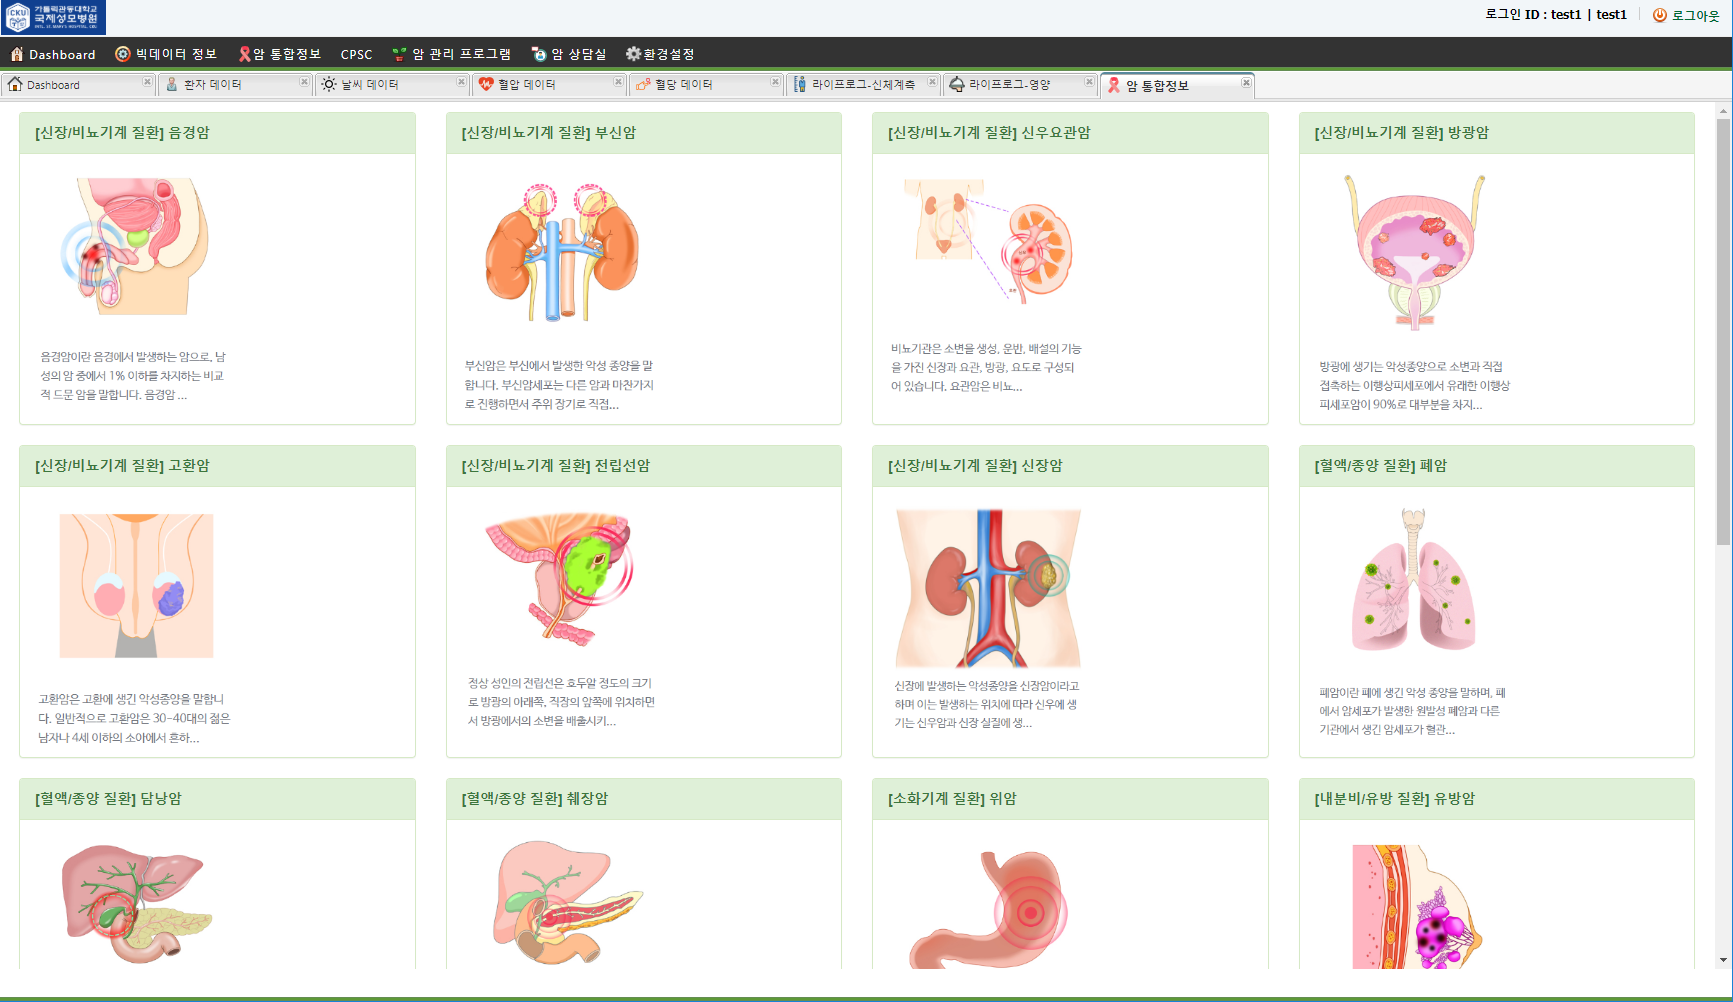 CKU
가톨릭관동대학교
국제성모병원
INTL. ST. MARY'S HOSPITAL, CKU
로그인 ID : test1 | test1
로그아웃
Dashboard 빅데이터 정보 암 통합정보 CPSC 암 관리 프로그램 암 상담실 환경설정
Dashboard 환자 데이터 날씨 데이터 혈압 데이터 혈당 데이터 라이프로그-신체계측 라이프로그-영양 암 통합정보
[신장/비뇨기계 질환] 음경암
음경암이란 음경에서 발생하는 암으로, 남
성의 암 중에서 1% 이하를 차지하는 비교
적 드문 암을 말합니다. 음경암 ...
[신장/비뇨기계 질환] 부신암
부신암은 부신에서 발생한 악성 종양을 말
합니다. 부신암세포는 다른 암과 마찬가지
로 진행하면서 주위 장기로 직접...
[신장/비뇨기계 질환] 신우요관암
비뇨기관은 소변을 생성, 운반, 배설의 기능
을 가진 신장과 요관, 방광, 요도로 구성되
어 있습니다. 요관암은 비뇨...
[신장/비뇨기계 질환] 방광암
방광에 생기는 악성종양으로 소변과 직접
접촉하는 이행상피세포에서 유래한 이행상
피세포암이 90%로 대부분을 차지...
[신장/비뇨기계 질환] 고환암
고환암은 고환에 생긴 악성종양을 말합니
다. 일반적으로 고환암은 30-40대의 젊은
남자나 4세 이하의 소아에서 흔하...
[신장/비뇨기계 질환] 전립선암
정상 성인의 전립선은 호두알 정도의 크기
로 방광의 아래쪽, 직장의 앞쪽에 위치하면
서 방광에서의 소변을 배출시키...
[신장/비뇨기계 질환] 신장암
신장에 발생하는 악성종양을 신장암이라고
하며 이는 발생하는 위치에 따라 신우에 생
기는 신우암과 신장 실질에 생...
[혈액/종양 질환] 폐암
폐암이란 폐에 생긴 악성 종양을 말하며, 폐
에서 암세포가 발생한 원발성 폐암과 다른
기관에서 생긴 암세포가 혈관...
[혈액/종양 질환] 담낭암
[혈액/종양 질환] 췌장암
[소화기계 질환] 위암
[내분비/유방 질환] 유방암